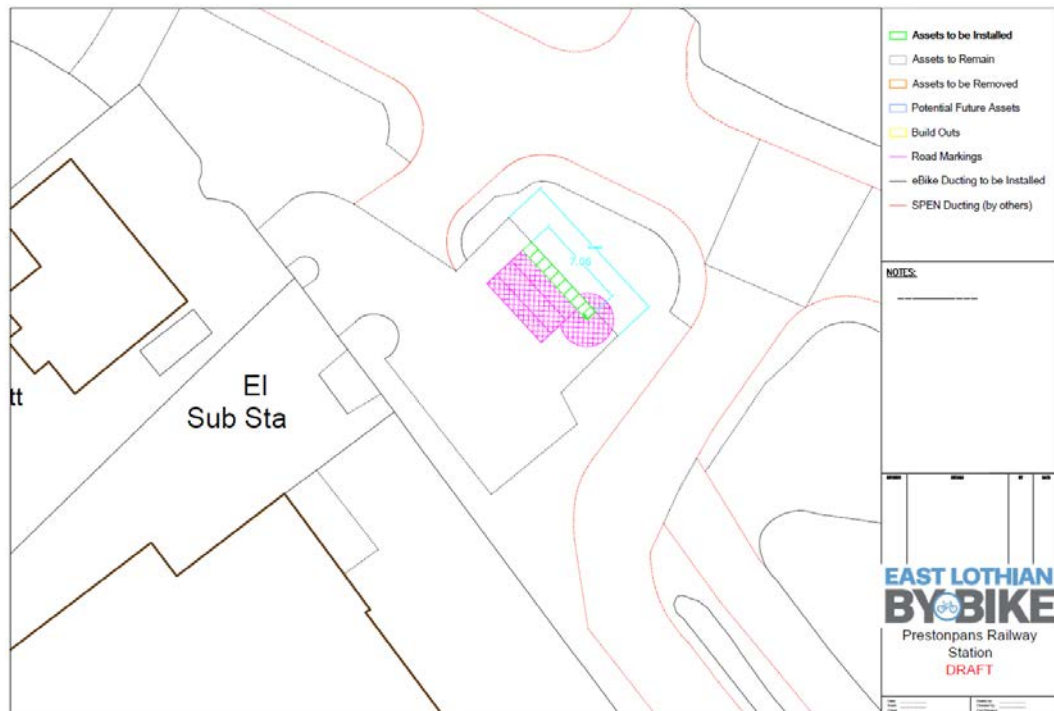 Assets to be Installed
Assets to Remain
Assets to be Removed
Potential Future Assets
Build Outs
Road Markings
eBike Ducting to be Installed
SPEN Ducting (by others)
NOTES:
7.06
tt
El
Sub Sta
EAST LOTHIAN
BY BIKE
Prestonpans Railway
Station
DRAFT